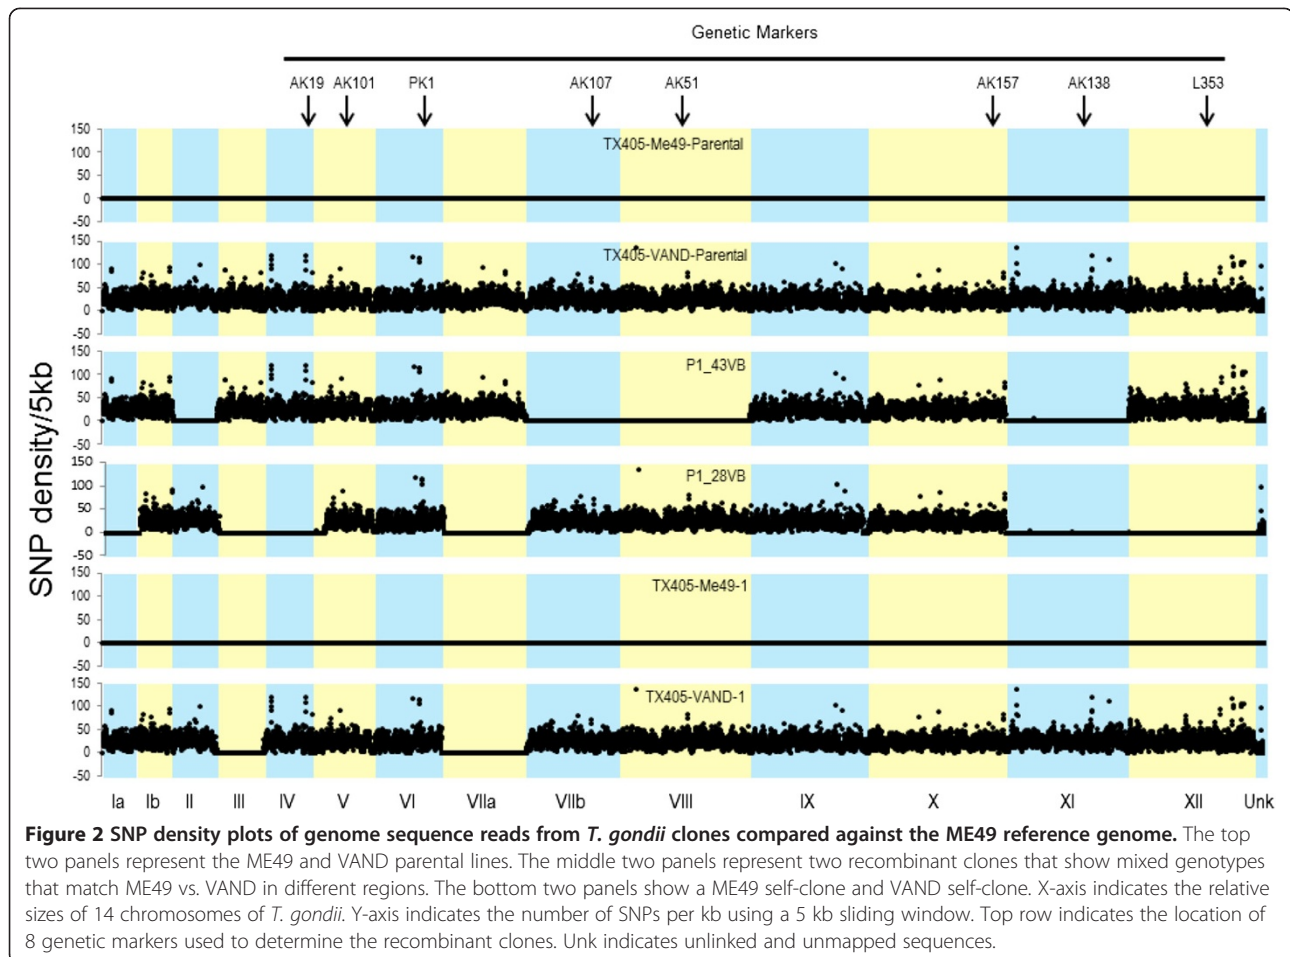 Genetic Markers
AK19 AK101 PK1 AK107 AK51 AK157 AK138 L353
SNP density/5kb
150
100
50
0
-50
TX405-Me49-Parental
150
100
50
0
-50
TX405-VAND-Parental
150
100
50
0
-50
P1_43VB
150
100
50
0
-50
P1_28VB
150
100
50
0
-50
TX405-Me49-1
150
100
50
0
-50
TX405-VAND-1
Ia Ib II III IV V VI VIIa VIIb VIII IX X XI XII Unk
Figure 2 SNP density plots of genome sequence reads from T. gondii clones compared against the ME49 reference genome. The top
two panels represent the ME49 and VAND parental lines. The middle two panels represent two recombinant clones that show mixed genotypes
that match ME49 vs. VAND in different regions. The bottom two panels show a ME49 self-clone and VAND self-clone. X-axis indicates the relative
sizes of 14 chromosomes of T. gondii. Y-axis indicates the number of SNPs per kb using a 5 kb sliding window. Top row indicates the location of
8 genetic markers used to determine the recombinant clones. Unk indicates unlinked and unmapped sequences.